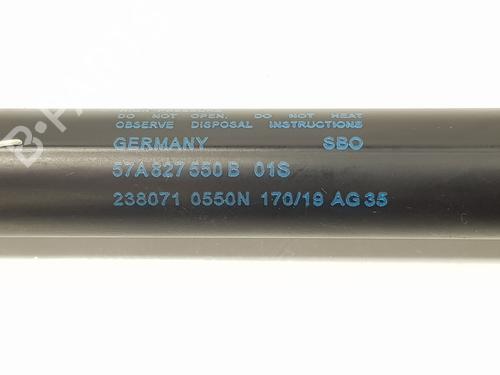 DO NOT OPEN, DO NOT HEAT
OBSERVE DISPOSAL INSTRUCTIONS
GERMANY SBO
57A 827 550 B 01S
238071 0550N 170/19 AG 35
B-PARTS